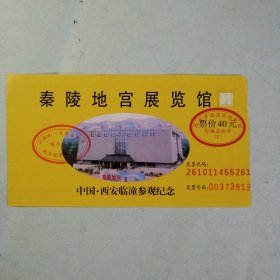 秦陵地宫展览馆
票价40元
发票代码:
261011455261
发票号码:00373819
中国·西安临潼参观纪念